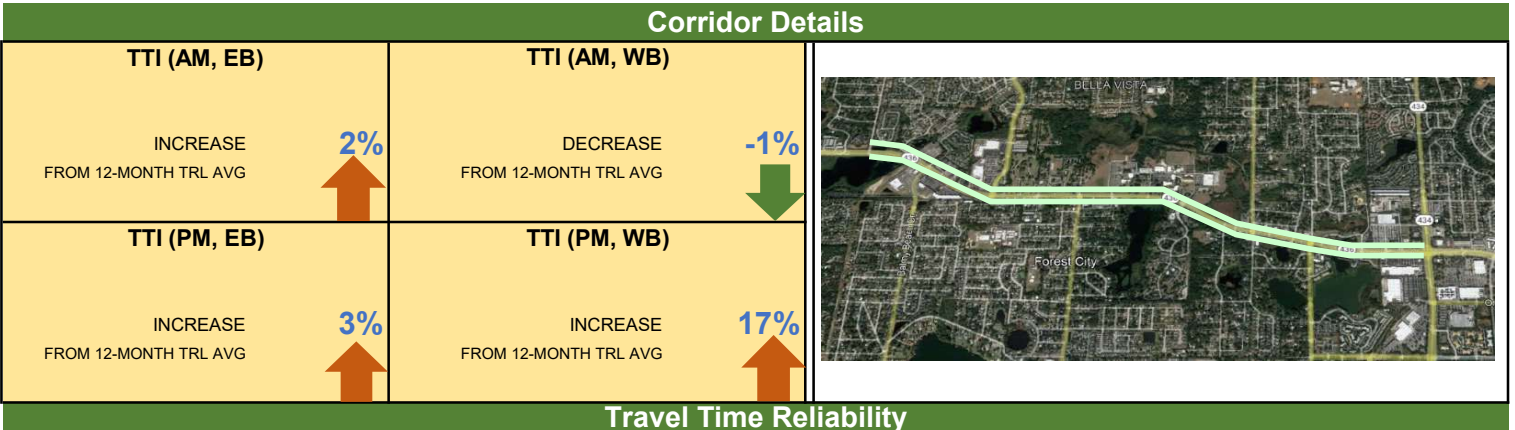 Corridor Details
TTI (AM, EB)
INCREASE 2%
FROM 12-MONTH TRL AVG
TTI (AM, WB)
DECREASE -1%
FROM 12-MONTH TRL AVG
TTI (PM, EB)
INCREASE 3%
FROM 12-MONTH TRL AVG
TTI (PM, WB)
INCREASE 17%
FROM 12-MONTH TRL AVG
BELLA VISTA
434
436
434
Forest City
Travel Time Reliability